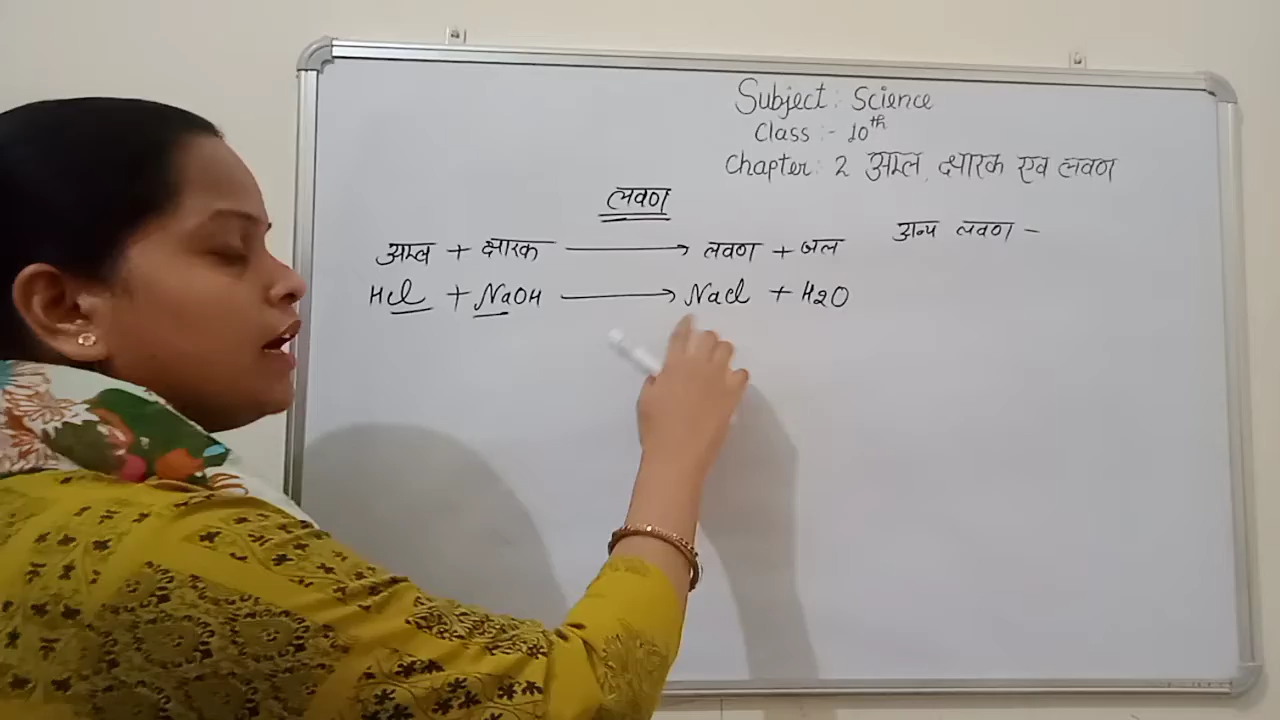 Subject: Science
Class :- 10th
Chapter: 2 अम्ल, क्षारक एव लवण
लवण
अम्ल + क्षारक ⟶ लवण + जल
HCl + NaOH ⟶ NaCl + H2O
अन्य लवण -